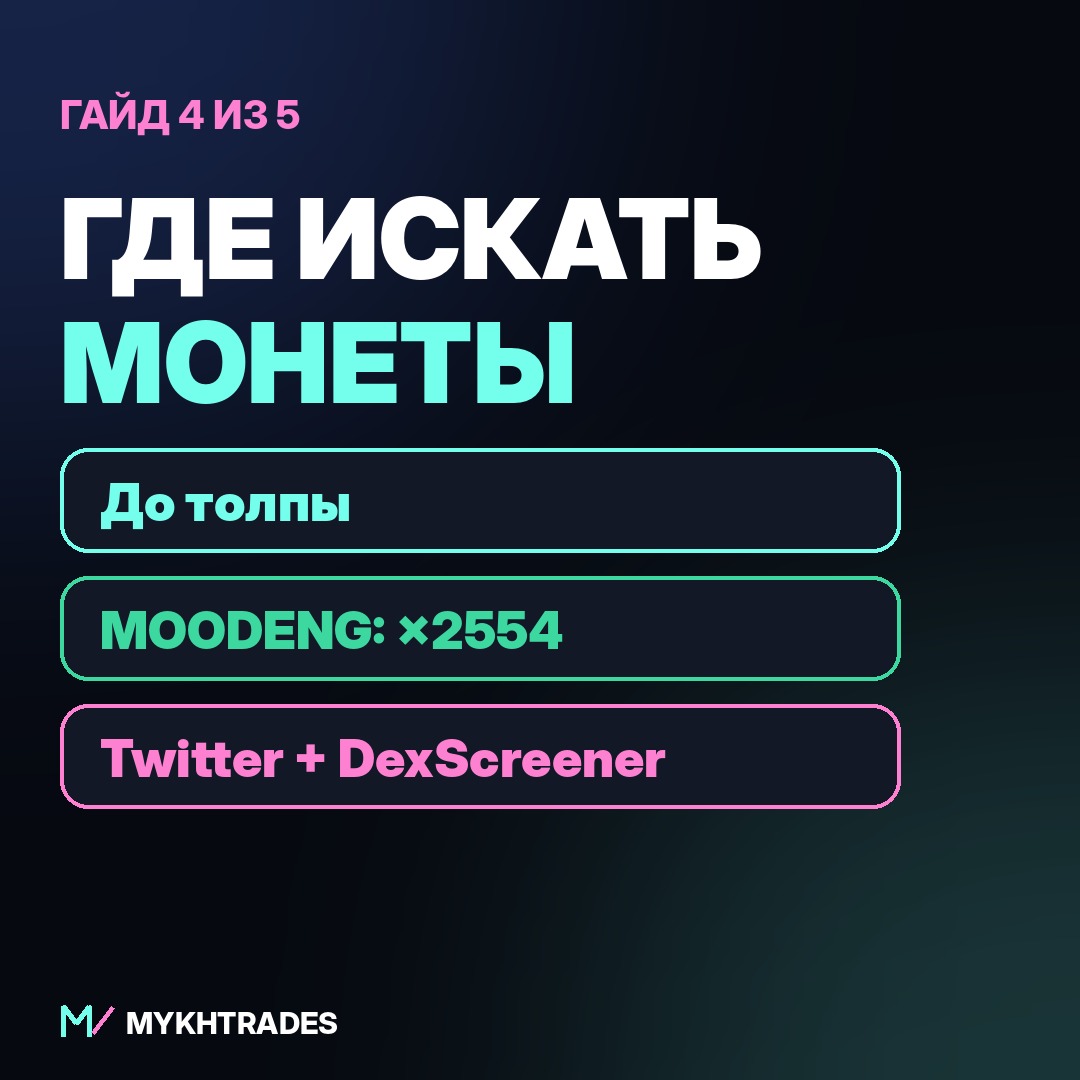 ГАЙД 4 ИЗ 5
ГДЕ ИСКАТЬ
МОНЕТЫ
До толпы
MOODENG: ×2554
Twitter + DexScreener
M/ MYKHTRADES